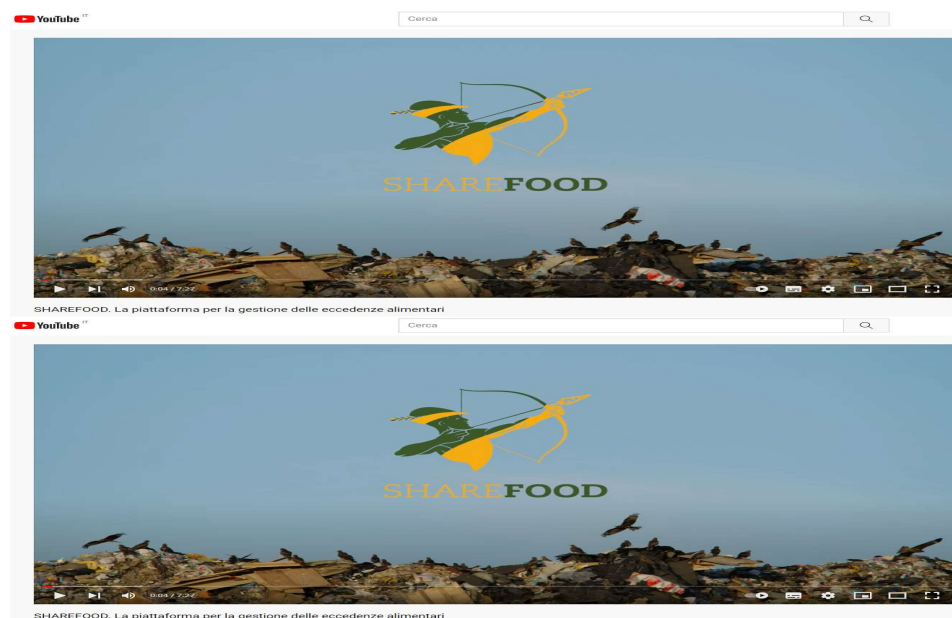 YouTube IT
Cerca
SHAREFOOD
0:04 / 7:27
SHAREFOOD. La piattaforma per la gestione delle eccedenze alimentari
YouTube IT
Cerca
SHAREFOOD
0:04 / 7:27
SHAREFOOD. La piattaforma per la gestione delle eccedenze alimentari